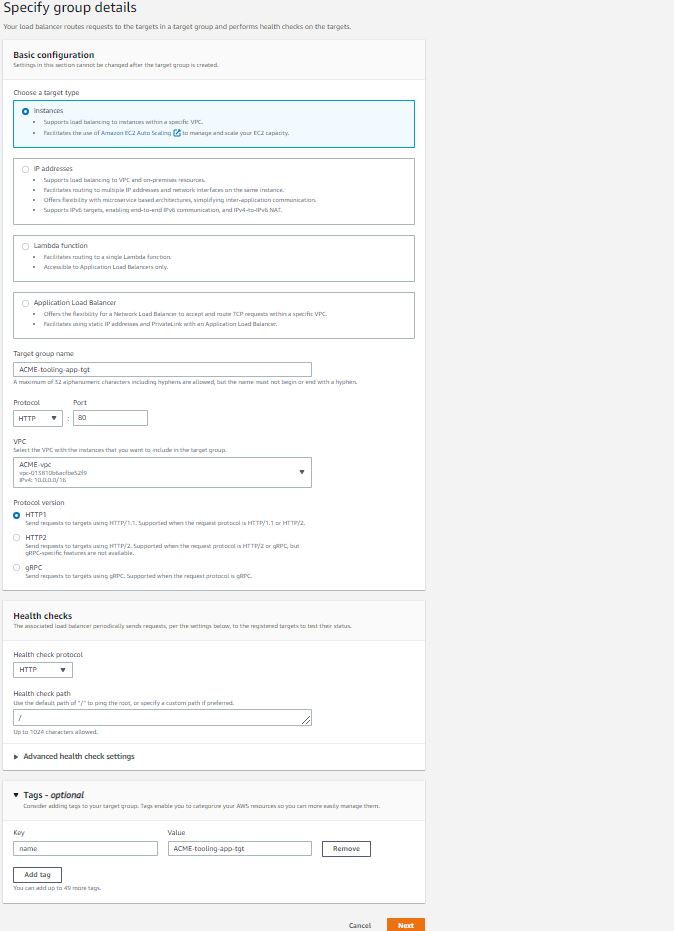 Specify group details
Your load balancer routes requests to the targets in a target group and performs health checks on the targets.
Basic configuration
Settings in this section cannot be changed after the target group is created.
Choose a target type
Instances
• Supports load balancing to instances within a specific VPC.
• Facilitates the use of Amazon EC2 Auto Scaling to manage and scale your EC2 capacity.
IP addresses
• Supports load balancing to VPC and on-premises resources.
• Facilitates routing to multiple IP addresses and network interfaces on the same instance.
• Offers flexibility with microservice based architectures, simplifying inter-application communication.
• Supports IPv6 targets, enabling end-to-end IPv6 communication, and IPv4-to-IPv6 NAT.
Lambda function
• Facilitates routing to a single Lambda function.
• Accessible to Application Load Balancers only.
Application Load Balancer
• Offers the flexibility for a Network Load Balancer to accept and route TCP requests within a specific VPC.
• Facilitates using static IP addresses and PrivateLink with an Application Load Balancer.
Target group name
ACME-tooling-app-tgt
A maximum of 32 alphanumeric characters including hyphens are allowed, but the name must not begin or end with a hyphen.
Protocol Port
HTTP : 80
VPC
Select the VPC with the instances that you want to include in the target group.
ACME-vpc
IPv4: 10.0.0.0/16
Protocol version
HTTP1
Send requests to targets using HTTP/1.1. Supported when the request protocol is HTTP/1.1 or HTTP/2.
HTTP2
Send requests to targets using HTTP/2. Supported when the request protocol is HTTP/2 or gRPC, but
gRPC-specific features are not available.
gRPC
Send requests to targets using gRPC. Supported when the request protocol is gRPC.
Health checks
The associated load balancer periodically sends requests, per the settings below, to the registered targets to test their status.
Health check protocol
HTTP
Health check path
Use the default path of "/" to ping the root, or specify a custom path if preferred.
/
Up to 1024 characters allowed.
Advanced health check settings
Tags - optional
Consider adding tags to your target group. Tags enable you to categorize your AWS resources so you can more easily manage them.
Key Value
name ACME-tooling-app-tgt Remove
Add tag
You can add up to 49 more tags.
Cancel Next